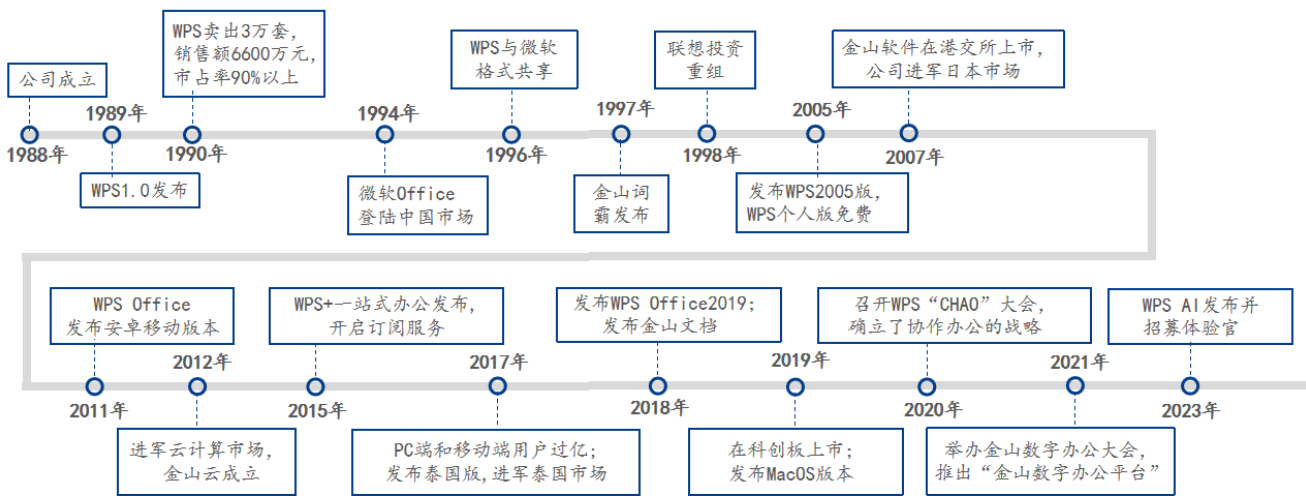 WPS卖出3万套,
销售额6600万元,
市占率90%以上
WPS与微软
格式共享
联想投资
重组
金山软件在港交所上市,
公司进军日本市场
公司成立
1989年
1994年
1997年
2005年
1988年
1990年
1996年
1998年
2007年
WPS1.0发布
微软Office
登陆中国市场
金山词
霸发布
发布WPS2005版,
WPS个人版免费
WPS Office
发布安卓移动版本
WPS+一站式办公发布,
开启订阅服务
发布WPS Office2019;
发布金山文档
召开WPS“CHAO”大会,
确立了协作办公的战略
WPS AI发布并
招募体验官
2012年
2017年
2019年
2021年
2011年
2015年
2018年
2020年
2023年
进军云计算市场,
金山云成立
PC端和移动端用户过亿;
发布泰国版,进军泰国市场
在科创板上市;
发布MacOS版本
举办金山数字办公大会,
推出“金山数字办公平台”